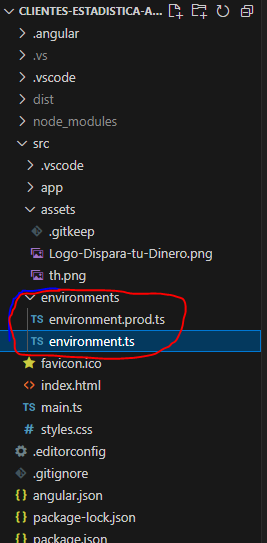 CLIENTES-ESTADISTICA-A...
.angular
.vs
.vscode
dist
node_modules
src
.vscode
app
assets
.gitkeep
Logo-Dispara-tu-Dinero.png
th.png
environments
TS environment.prod.ts
TS environment.ts
favicon.ico
<> index.html
TS main.ts
# styles.css
.editorconfig
.gitignore
{} angular.json
{} package-lock.json
{} package.json